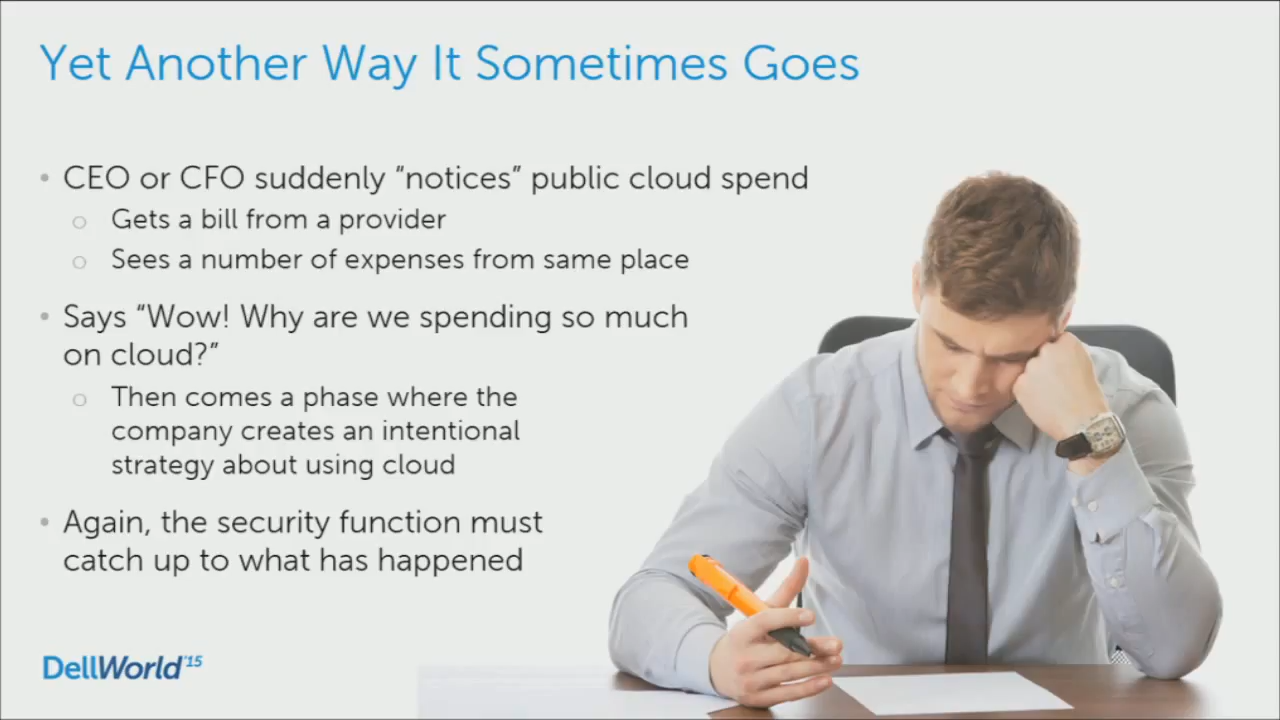 Yet Another Way It Sometimes Goes
• CEO or CFO suddenly “notices” public cloud spend
○ Gets a bill from a provider
○ Sees a number of expenses from same place
• Says “Wow! Why are we spending so much
on cloud?”
○ Then comes a phase where the
company creates an intentional
strategy about using cloud
• Again, the security function must
catch up to what has happened
DellWorld'15